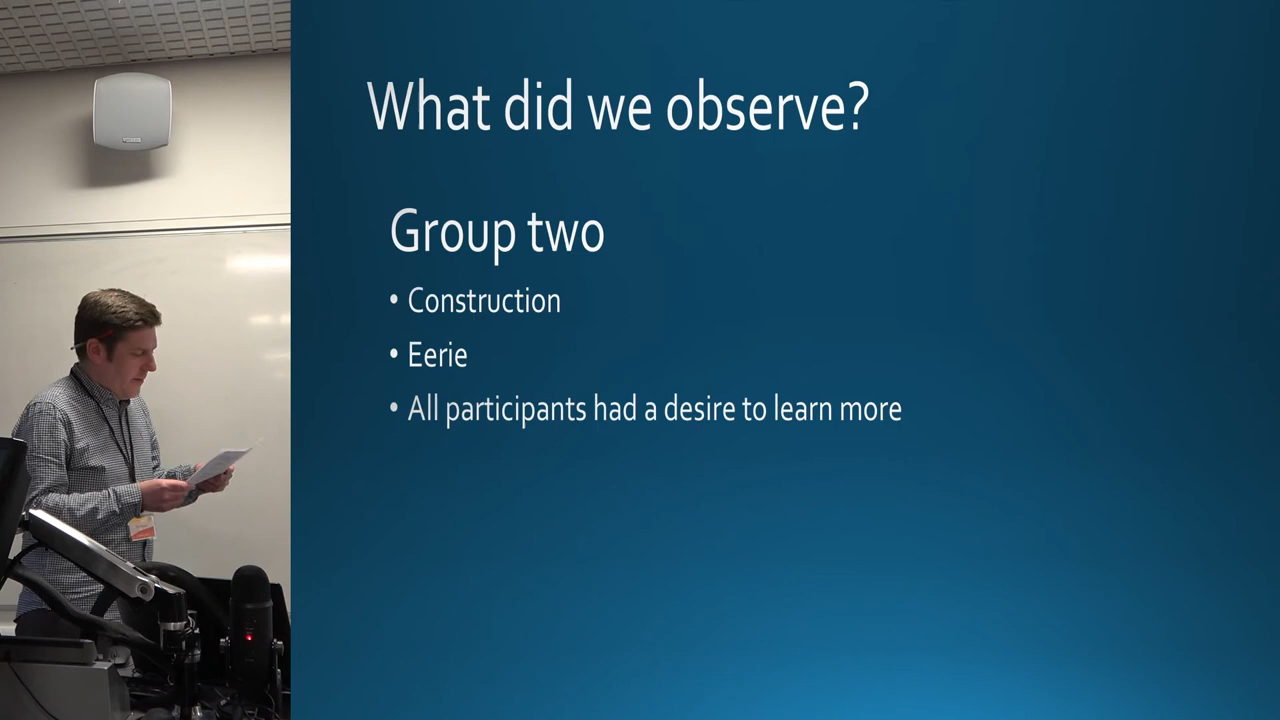 What did we observe?
Group two
• Construction
• Eerie
• All participants had a desire to learn more